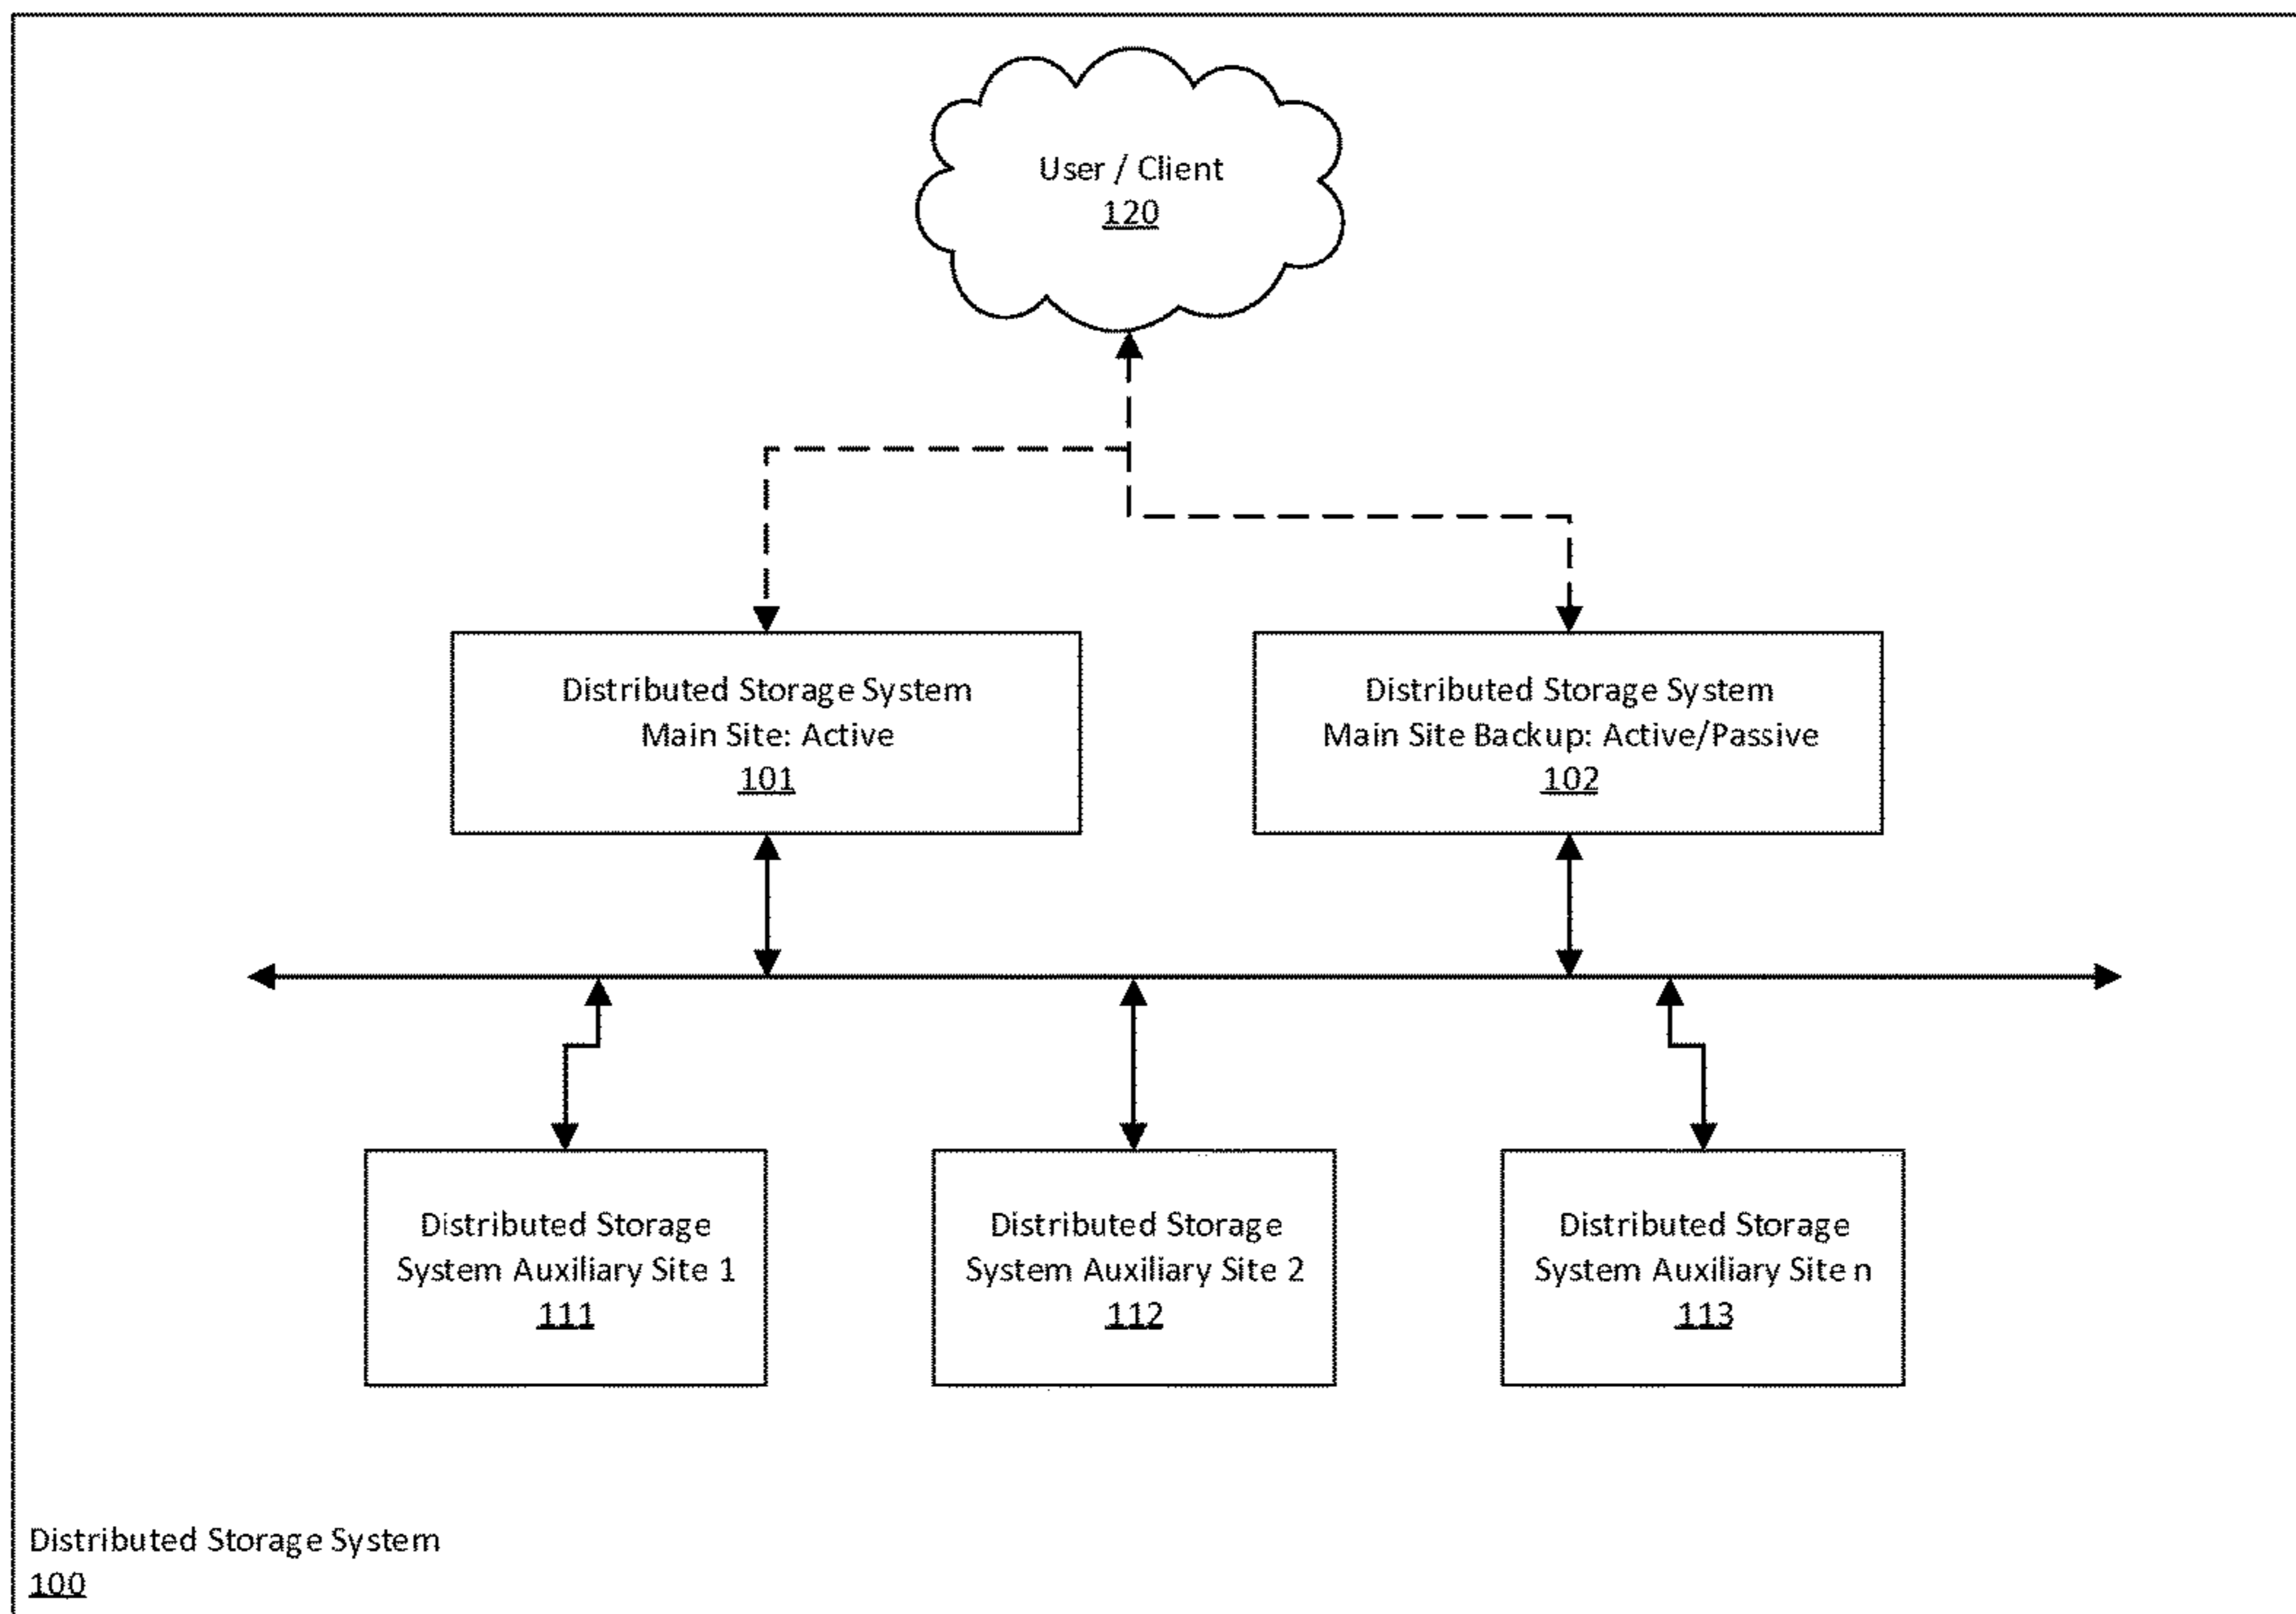 User / Client
120
Distributed Storage System
Main Site: Active
101
Distributed Storage System
Main Site Backup: Active/Passive
102
Distributed Storage
System Auxiliary Site 1
111
Distributed Storage
System Auxiliary Site 2
112
Distributed Storage
System Auxiliary Site n
113
Distributed Storage System
100